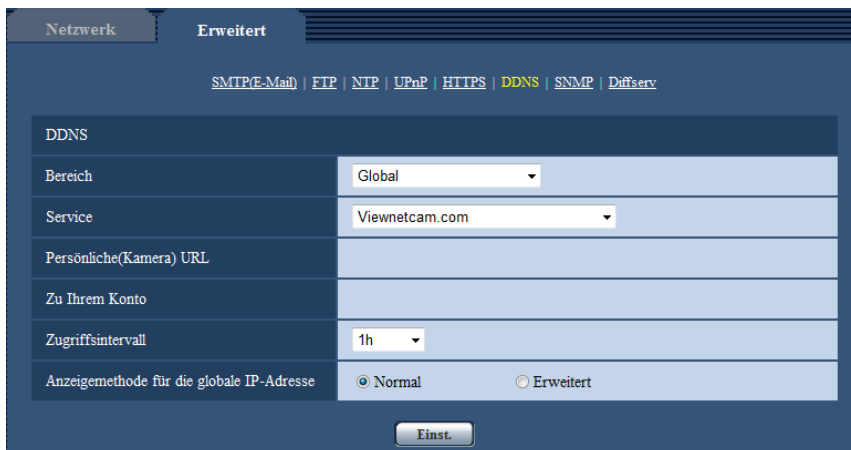 Netzwerk Erweitert
SMTP(E-Mail) | FTP | NTP | UPnP | HTTPS | DDNS | SNMP | Diffserv
DDNS
Bereich Global
Service Viewnetcam.com
Persönliche(Kamera) URL
Zu Ihrem Konto
Zugriffsintervall 1h
Anzeigemethode für die globale IP-Adresse Normal Erweitert
Einst.